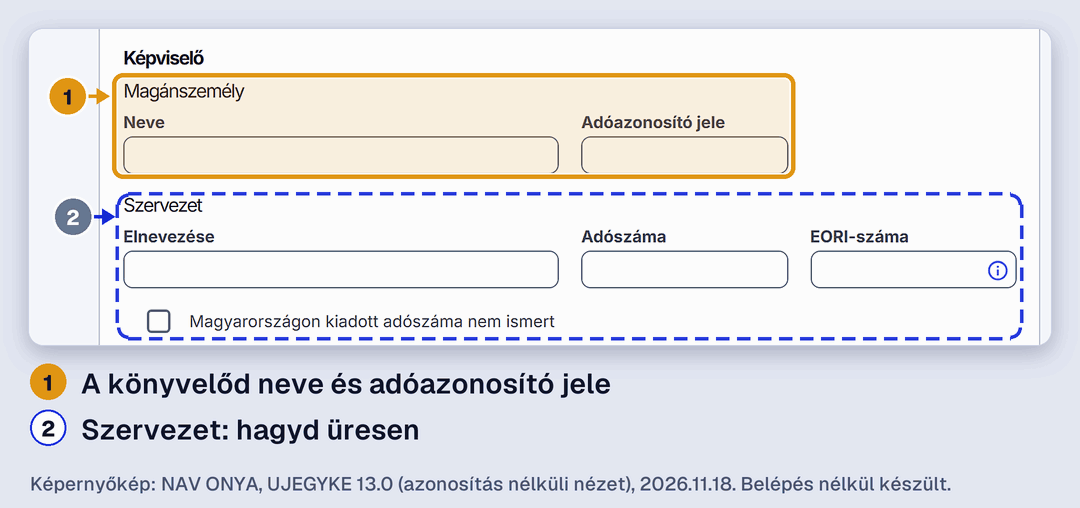 Képviselő
1
Magánszemély
Neve Adóazonosító jele
2
Szervezet
Elnevezése Adószáma EORI-száma
Magyarországon kiadott adószáma nem ismert
1 A könyvelőd neve és adóazonosító jele
2 Szervezet: hagyd üresen
Képernyőkép: NAV ONYA, UJEGYKE 13.0 (azonosítás nélküli nézet), 2026.11.18. Belépés nélkül készült.